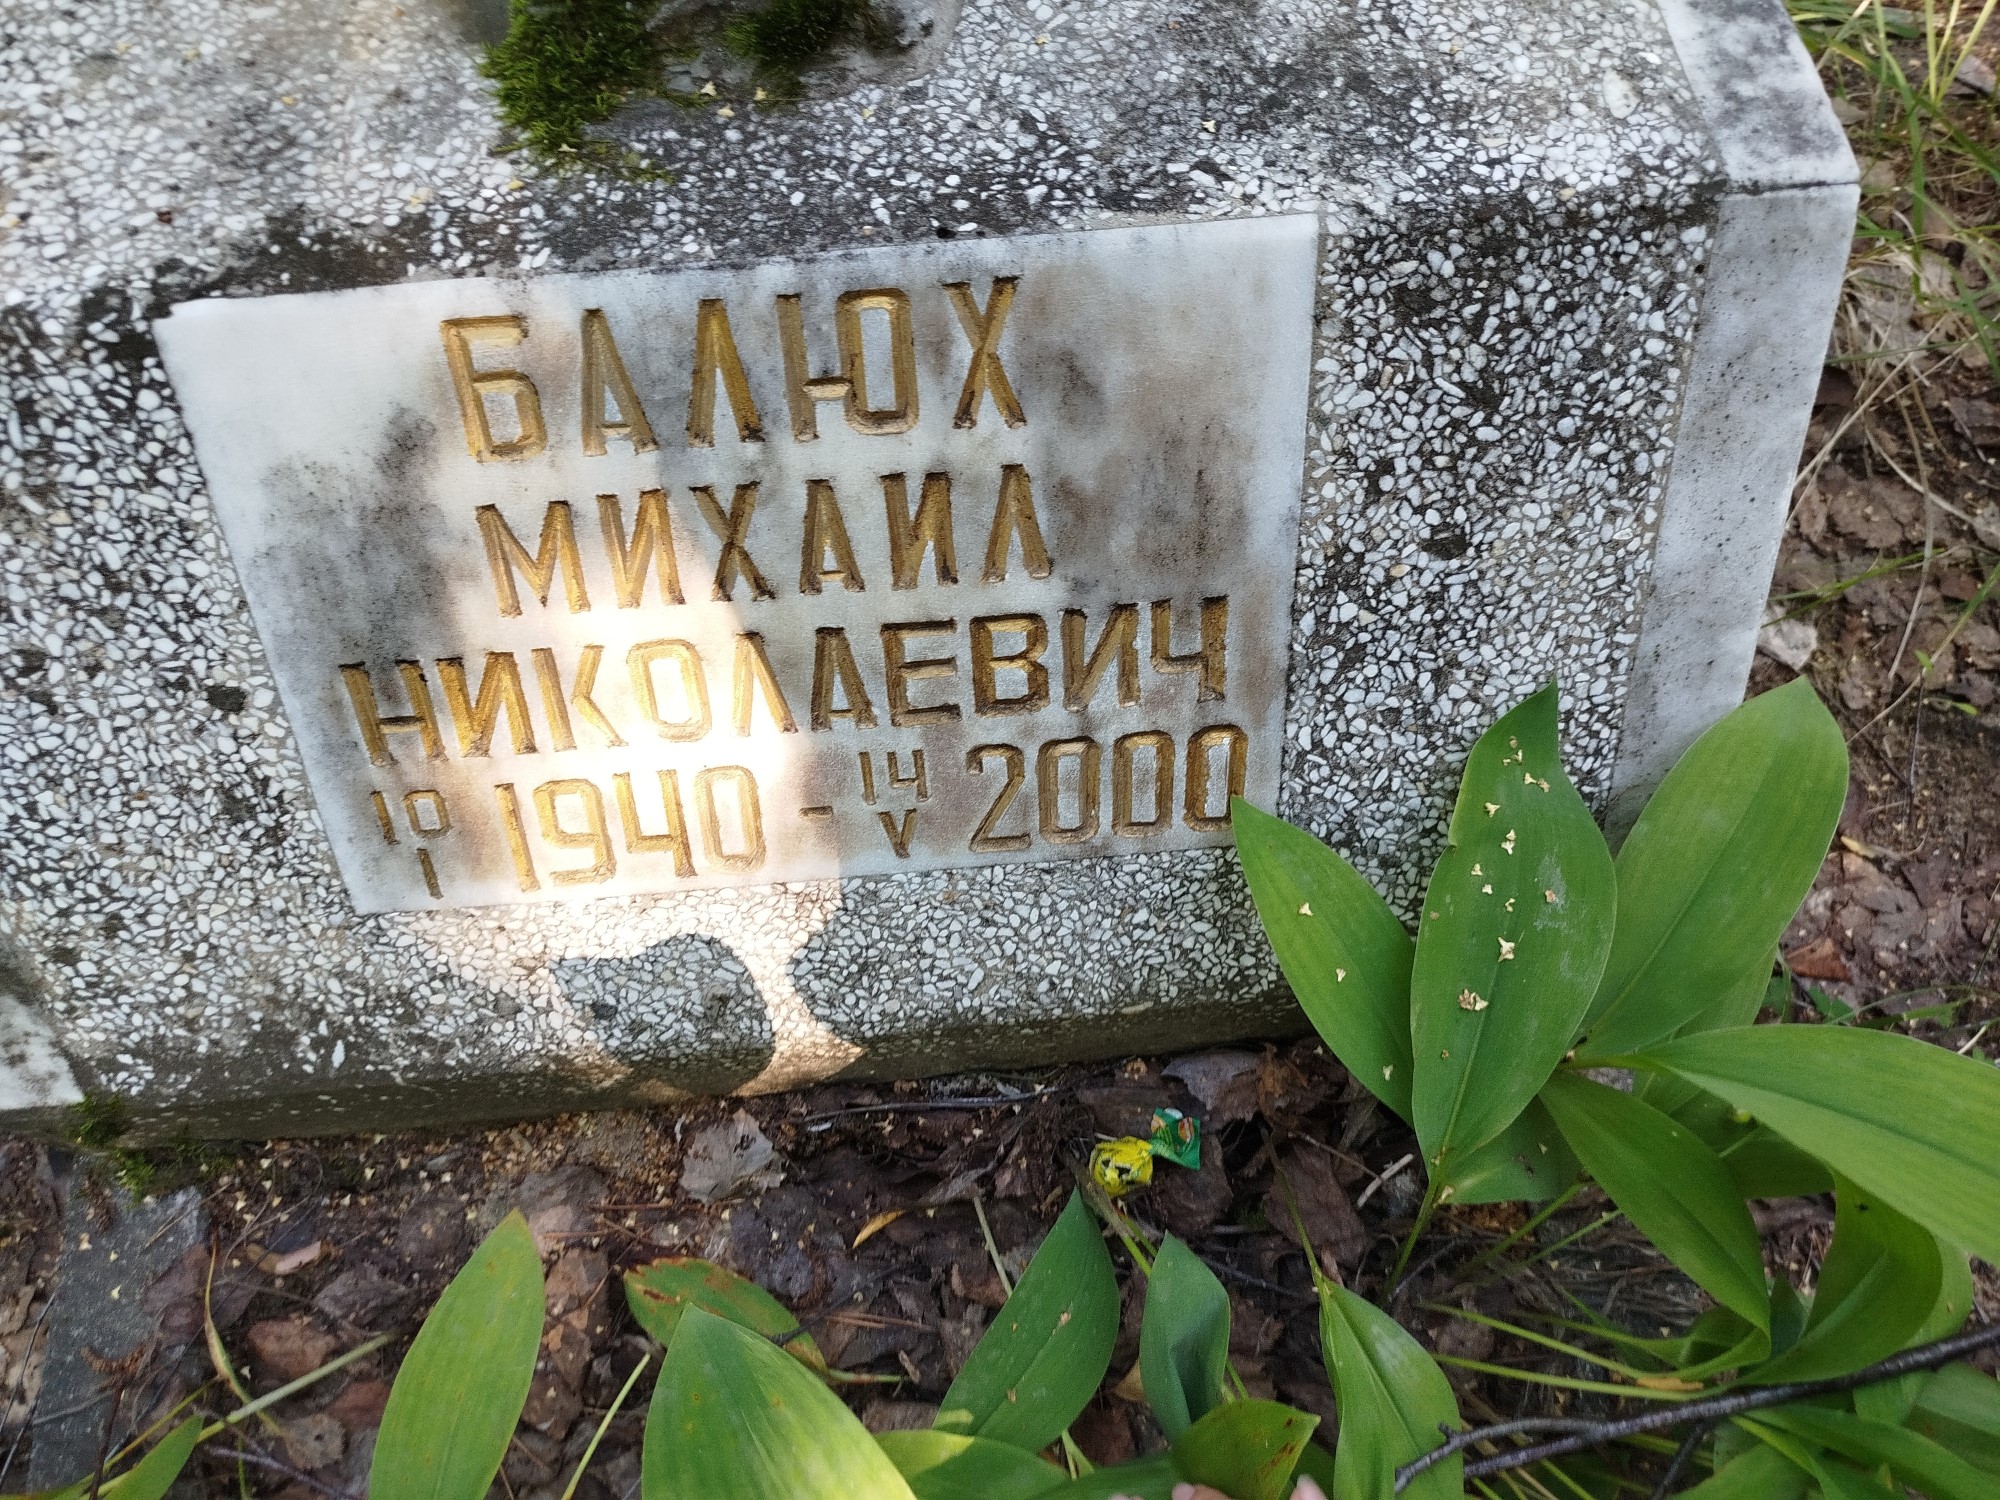 БАЛЮХ
МИХАИЛ
НИКОЛАЕВИЧ
10/I 1940 - 14/V 2000